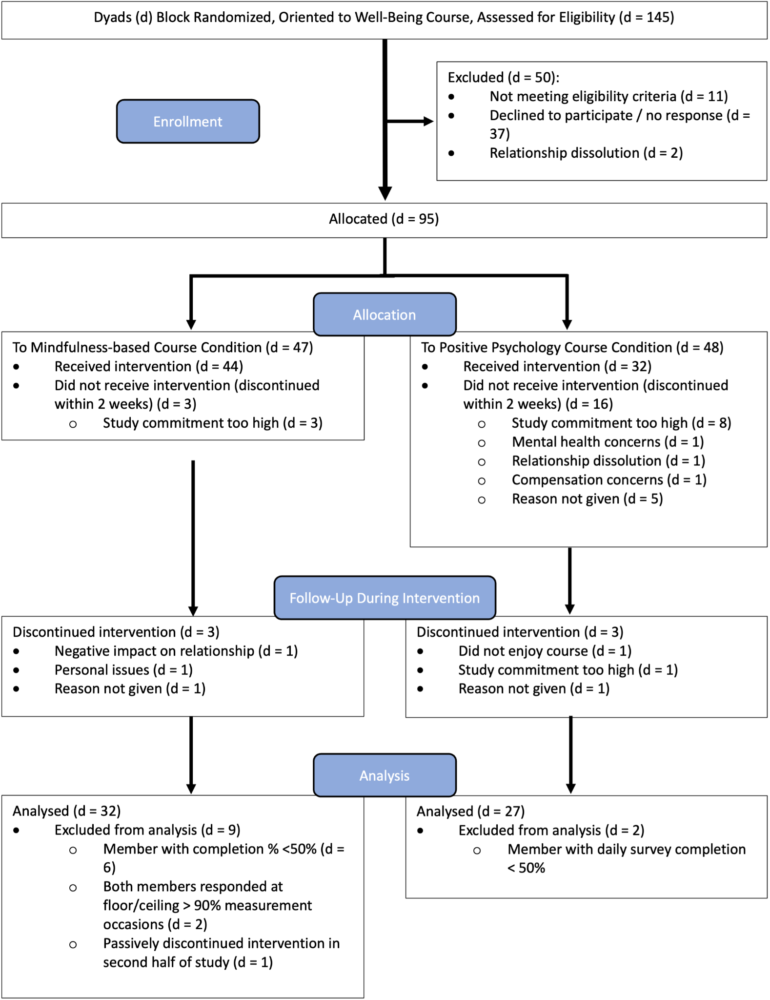 Dyads (d) Block Randomized, Oriented to Well-Being Course, Assessed for Eligibility (d = 145)
Enrollment
Excluded (d = 50):
● Not meeting eligibility criteria (d = 11)
● Declined to participate / no response (d =
37)
● Relationship dissolution (d = 2)
Allocated (d = 95)
Allocation
To Mindfulness-based Course Condition (d = 47)
● Received intervention (d = 44)
● Did not receive intervention (discontinued
within 2 weeks) (d = 3)
○ Study commitment too high (d = 3)
To Positive Psychology Course Condition (d = 48)
● Received intervention (d = 32)
● Did not receive intervention (discontinued
within 2 weeks) (d = 16)
○ Study commitment too high (d = 8)
○ Mental health concerns (d = 1)
○ Relationship dissolution (d = 1)
○ Compensation concerns (d = 1)
○ Reason not given (d = 5)
Follow-Up During Intervention
Discontinued intervention (d = 3)
● Negative impact on relationship (d = 1)
● Personal issues (d = 1)
● Reason not given (d = 1)
Discontinued intervention (d = 3)
● Did not enjoy course (d = 1)
● Study commitment too high (d = 1)
● Reason not given (d = 1)
Analysis
Analysed (d = 32)
● Excluded from analysis (d = 9)
○ Member with completion % <50% (d =
6)
○ Both members responded at
floor/ceiling > 90% measurement
occasions (d = 2)
○ Passively discontinued intervention in
second half of study (d = 1)
Analysed (d = 27)
● Excluded from analysis (d = 2)
○ Member with daily survey completion
< 50%